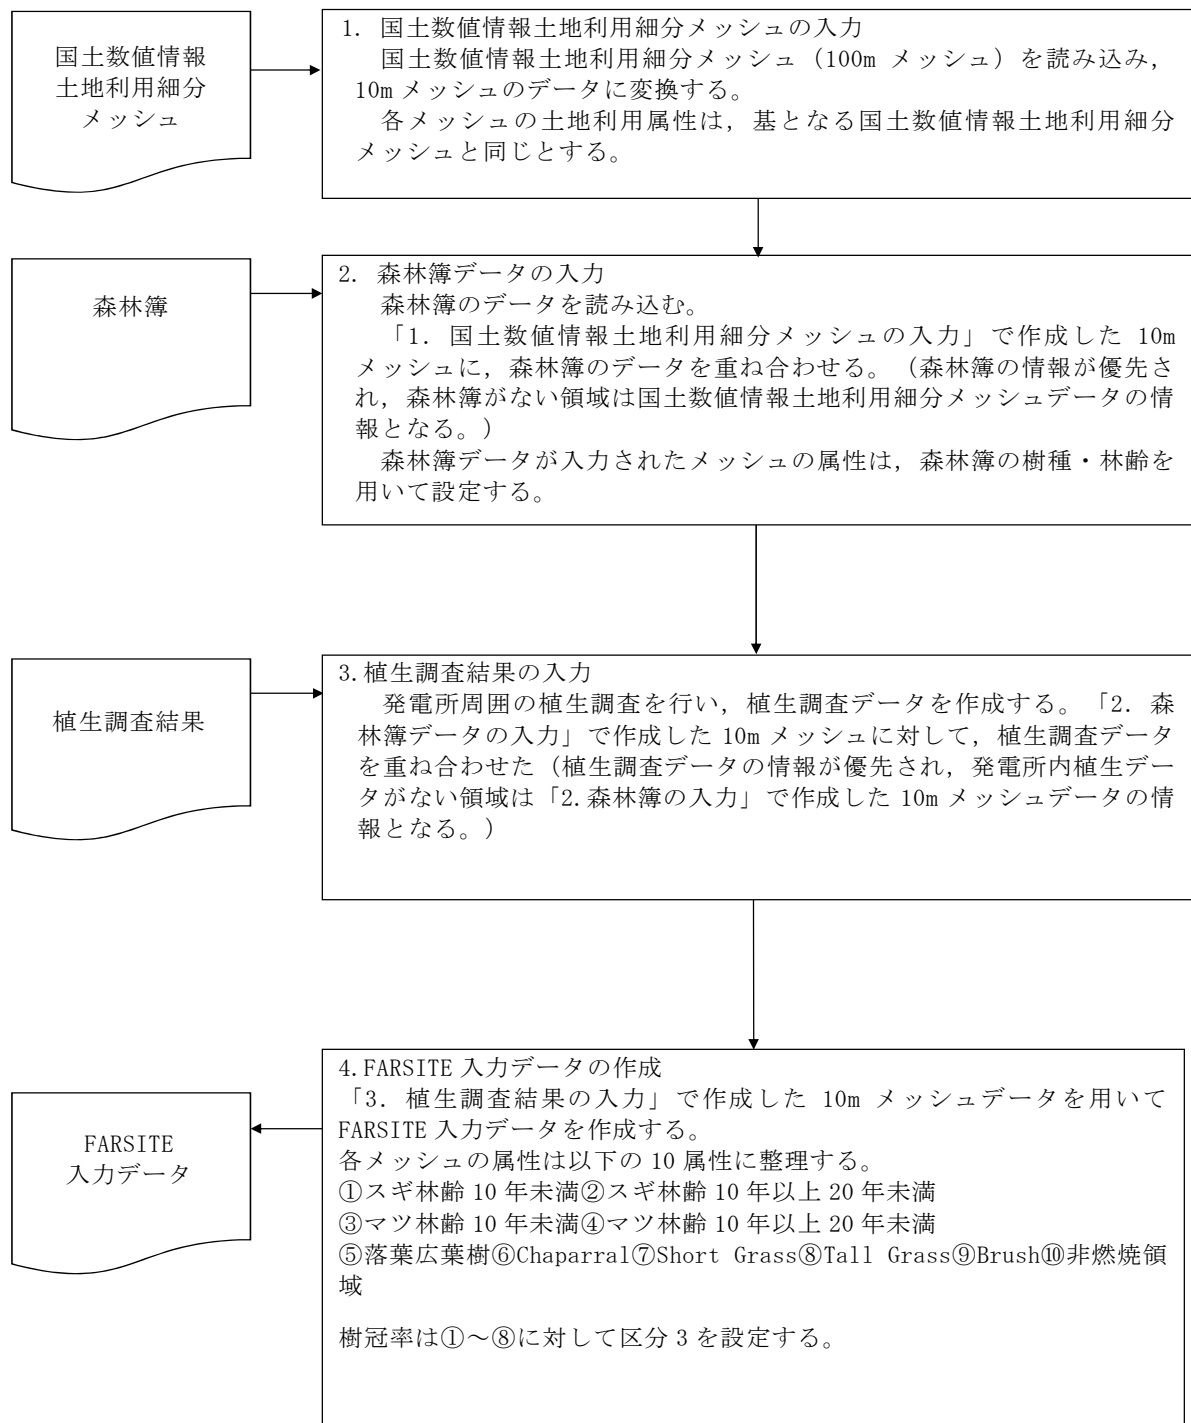 国土数値情報
土地利用細分
メッシュ
1. 国土数値情報土地利用細分メッシュの入力
国土数値情報土地利用細分メッシュ（100m メッシュ）を読み込み，
10m メッシュのデータに変換する。
各メッシュの土地利用属性は，基となる国土数値情報土地利用細分
メッシュと同じとする。
森林簿
2. 森林簿データの入力
森林簿のデータを読み込む。
「1. 国土数値情報土地利用細分メッシュの入力」で作成した 10m
メッシュに，森林簿のデータを重ね合わせる。（森林簿の情報が優先さ
れ，森林簿がない領域は国土数値情報土地利用細分メッシュデータの情
報となる。）
森林簿データが入力されたメッシュの属性は，森林簿の樹種・林齢を
用いて設定する。
植生調査結果
3.植生調査結果の入力
発電所周囲の植生調査を行い，植生調査データを作成する。「2. 森
林簿データの入力」で作成した 10m メッシュに対して，植生調査データ
を重ね合わせた（植生調査データの情報が優先され，発電所内植生デー
タがない領域は「2.森林簿の入力」で作成した 10m メッシュデータの情
報となる。）
FARSITE
入力データ
4.FARSITE 入力データの作成
「3. 植生調査結果の入力」で作成した 10m メッシュデータを用いて
FARSITE 入力データを作成する。
各メッシュの属性は以下の 10 属性に整理する。
①スギ林齢 10 年未満②スギ林齢 10 年以上 20 年未満
③マツ林齢 10 年未満④マツ林齢 10 年以上 20 年未満
⑤落葉広葉樹⑥Chaparral⑦Short Grass⑧Tall Grass⑨Brush⑩非燃焼領
域
樹冠率は①～⑧に対して区分 3 を設定する。